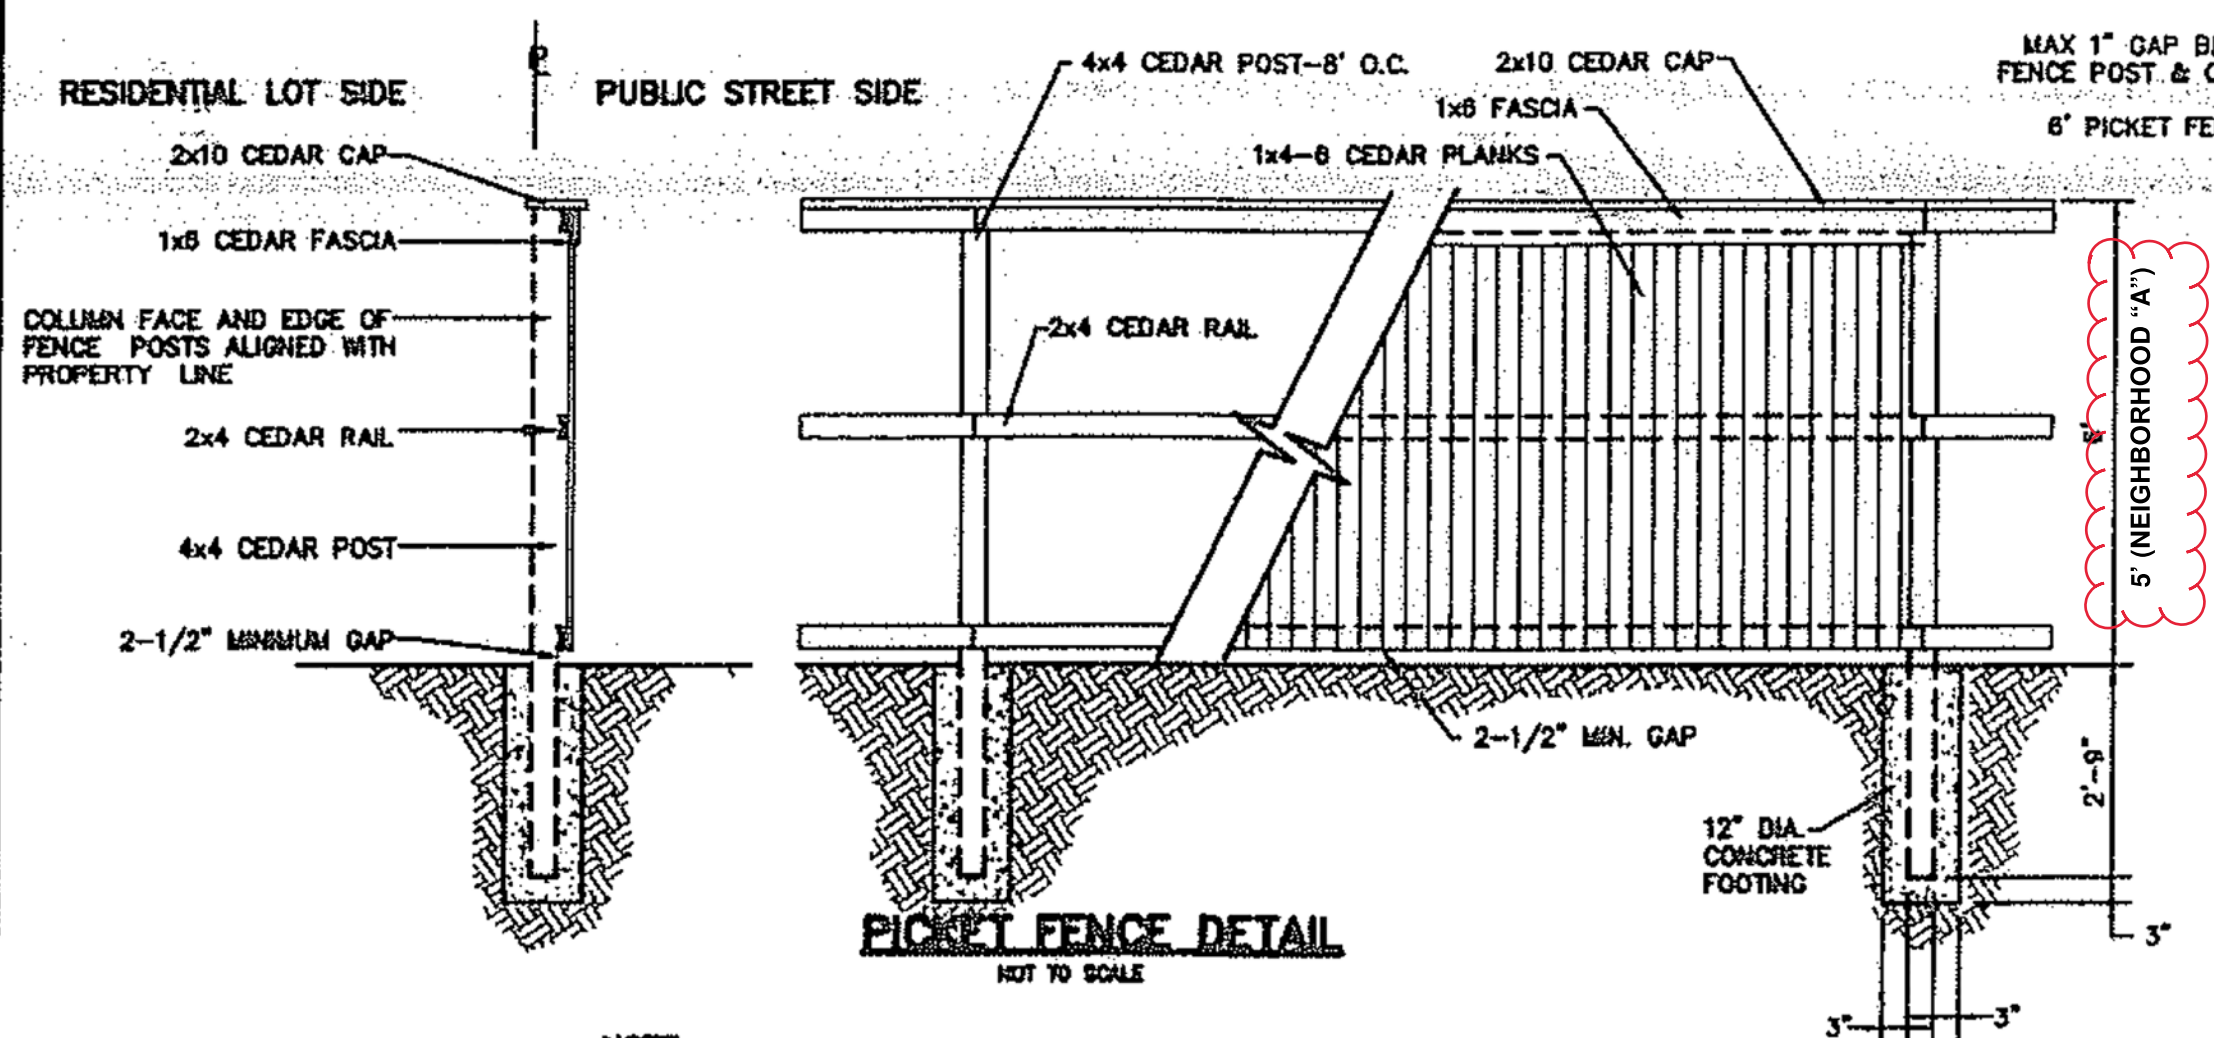 RESIDENTIAL LOT SIDE
PUBLIC STREET SIDE
2x10 CEDAR CAP
1x6 CEDAR FASCIA
COLUMN FACE AND EDGE OF
FENCE POSTS ALIGNED WITH
PROPERTY LINE
2x4 CEDAR RAIL
4x4 CEDAR POST
2-1/2" MINIMUM GAP
4x4 CEDAR POST-8' O.C.
2x10 CEDAR CAP
1x6 FASCIA
1x4-6 CEDAR PLANKS
2x4 CEDAR RAIL
MAX 1" GAP
FENCE POST &
6' PICKET
5' (NEIGHBORHOOD “A”)
2-1/2" MIN. GAP
2'-9"
12" DIA.
CONCRETE
FOOTING
3"
3"
3"
PICKET FENCE DETAIL
NOT TO SCALE